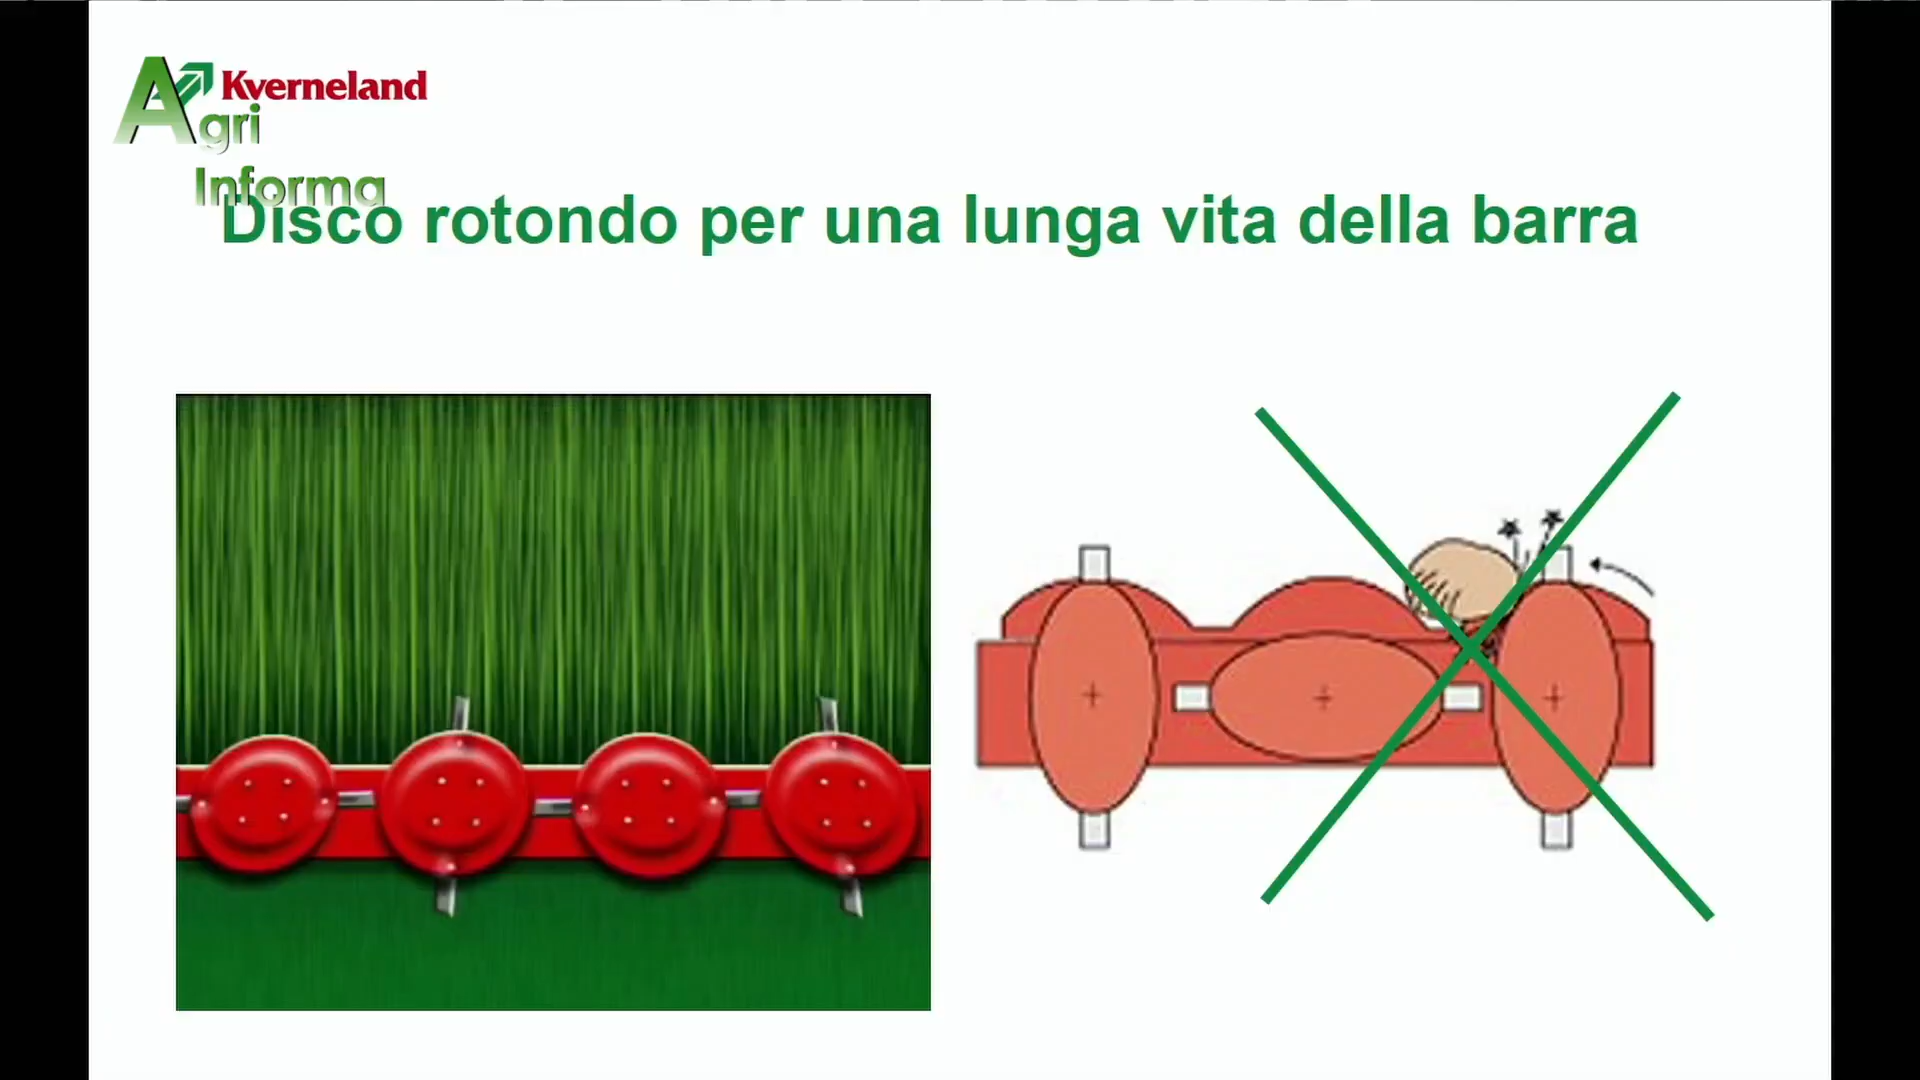 Kverneland
Agri
Informa
Disco rotondo per una lunga vita della barra